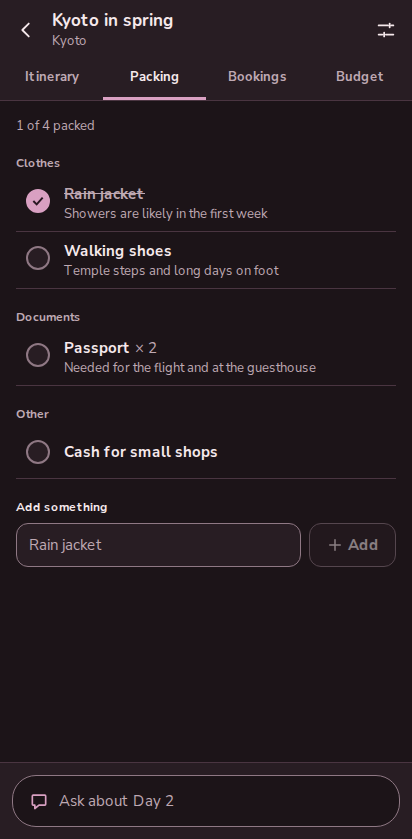 Kyoto in spring
Kyoto
Itinerary
Packing
Bookings
Budget
1 of 4 packed
Clothes
Rain jacket
Showers are likely in the first week
Walking shoes
Temple steps and long days on foot
Documents
Passport × 2
Needed for the flight and at the guesthouse
Other
Cash for small shops
Add something
Rain jacket
+ Add
Ask about Day 2